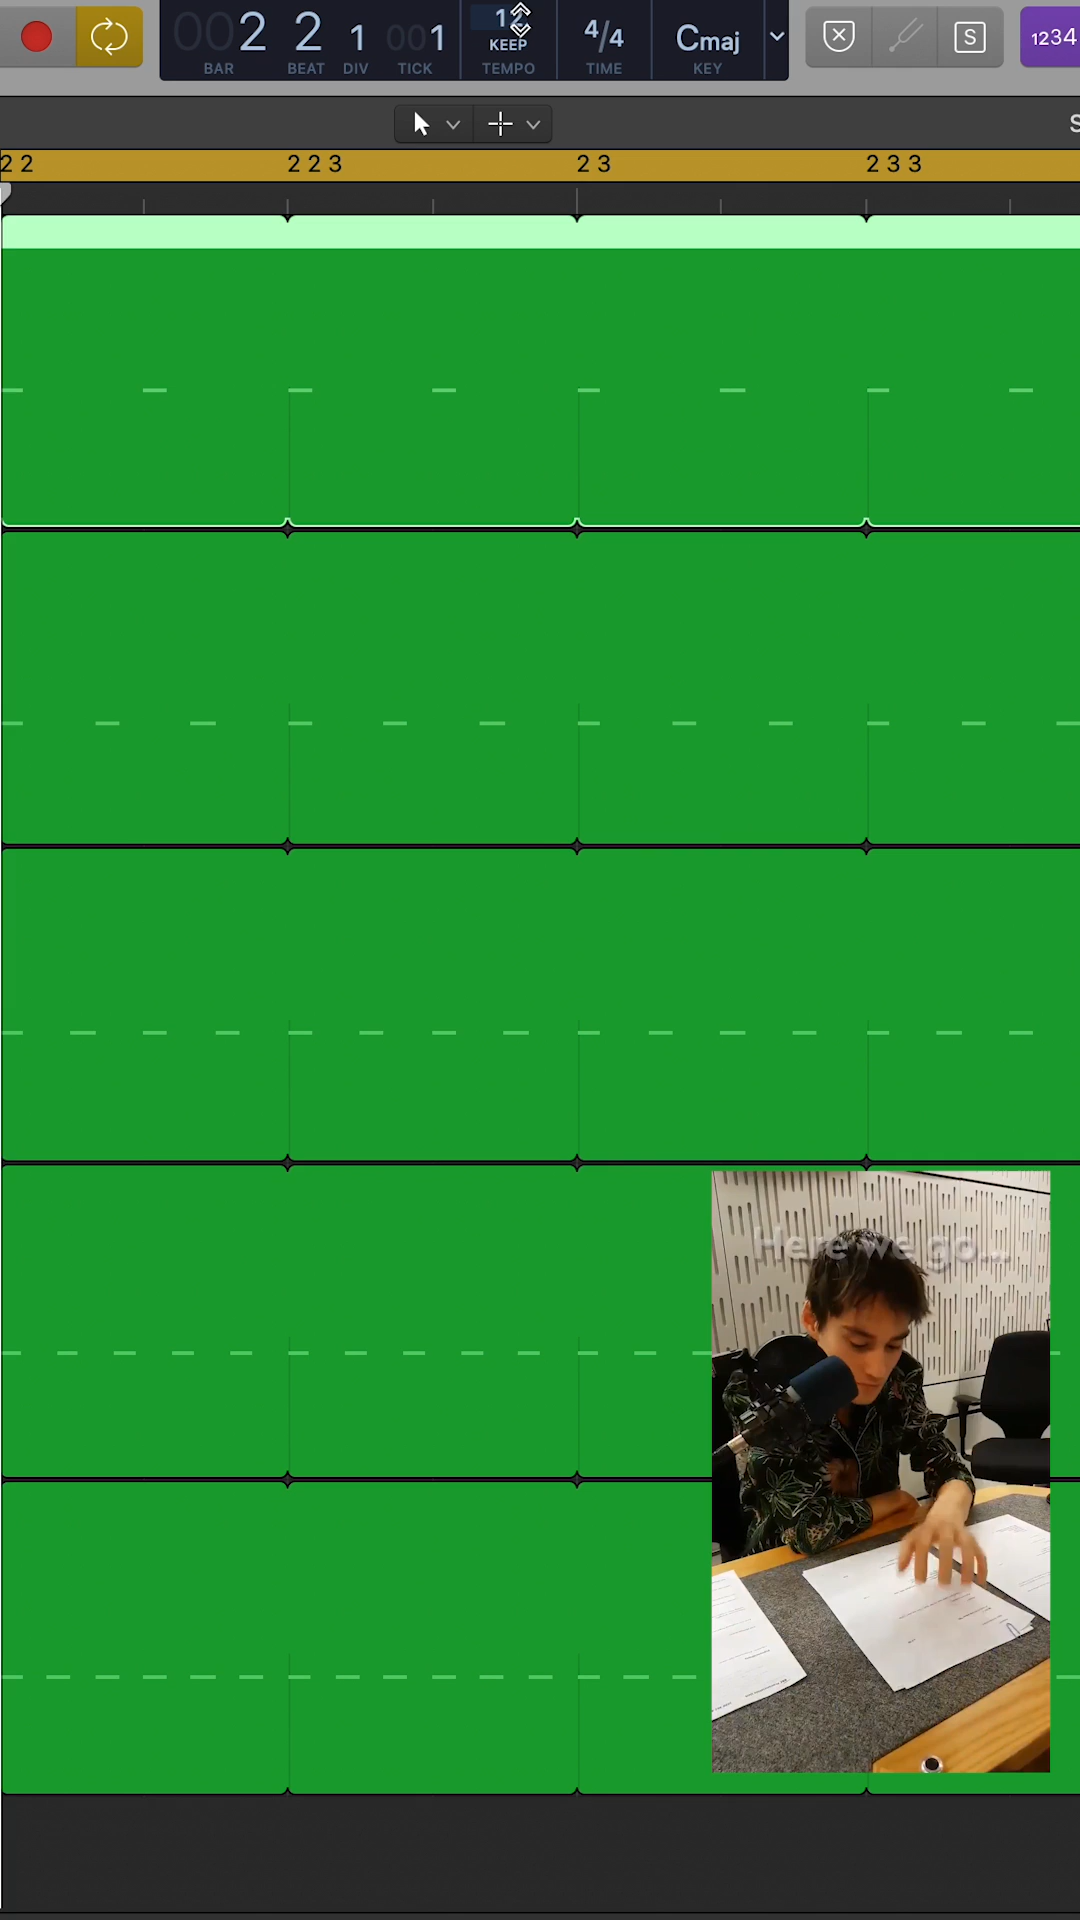 002 2 1 001
12
KEEP
4/4
Cmaj
S
1234
BAR BEAT DIV TICK TEMPO TIME KEY
S
2 2
2 2 3
2 3
2 3 3
Here we go...